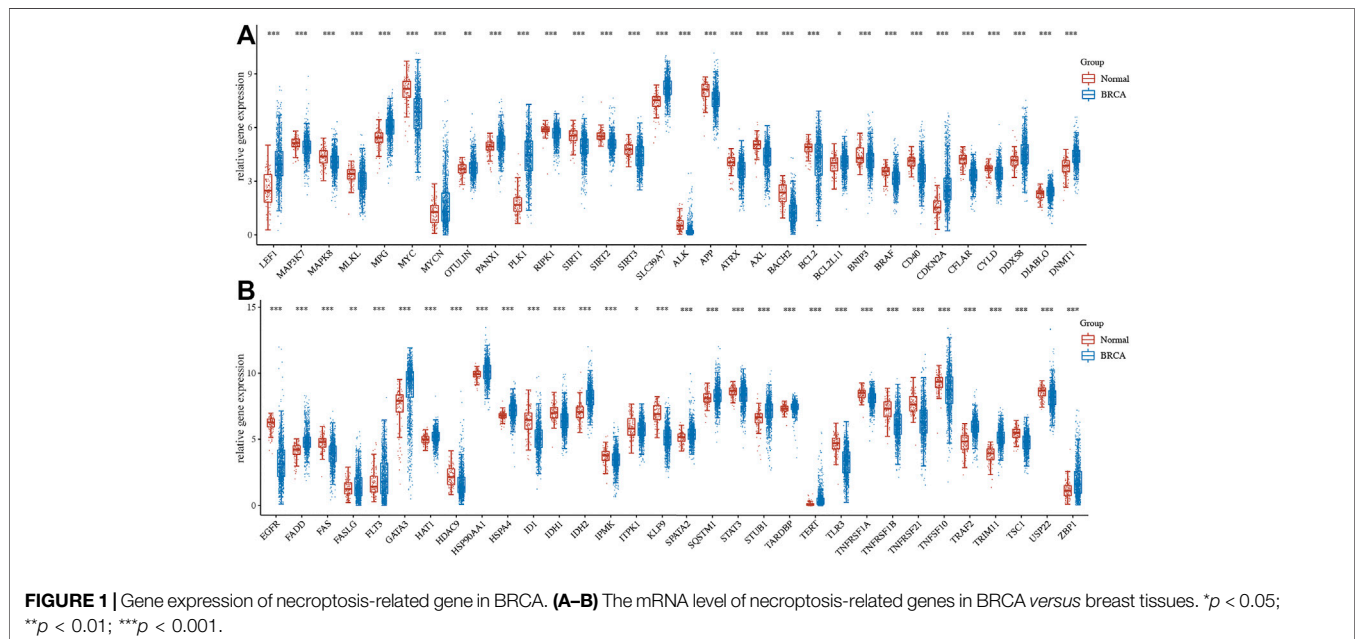 A
*** *** *** *** *** *** *** ** *** *** *** *** *** *** *** *** *** *** *** *** *** * *** *** *** *** *** *** *** *** ***
relative gene expression
9
6
3
0
Group
Normal
BRCA
LEF1 MAP3K7 MAPK8 MLKL MPG MYC MYCN OTULIN PANX1 PLK1 RIPK1 SIRT1 SIRT2 SIRT3 SLC39A7 ALK APP ATRX AXL BACH2 BCL2 BCL2L11 BNIP3 BRAF CD40 CDKN2A CFLAR CYLD DDX58 DIABLO DNMT1
B
*** *** *** ** *** *** *** *** *** *** *** *** *** *** * *** *** *** *** *** *** *** *** *** *** *** *** *** *** *** *** ***
relative gene expression
15
10
5
0
Group
Normal
BRCA
EGFR FADD FAS FASLG FLT3 GATA3 HAT1 HDAC9 HSP90AA1 HSPA4 ID1 IDH1 IDH2 IPMK ITPK1 KLF9 SPATA2 SQSTM1 STAT3 STUB1 TARDBP TERT TLR3 TNFRSF1A TNFRSF1B TNFRSF21 TNFSF10 TRAF2 TRIM11 TSC1 USP22 ZBP1
FIGURE 1 | Gene expression of necroptosis-related gene in BRCA. (A–B) The mRNA level of necroptosis-related genes in BRCA versus breast tissues. *p < 0.05;
**p < 0.01; ***p < 0.001.